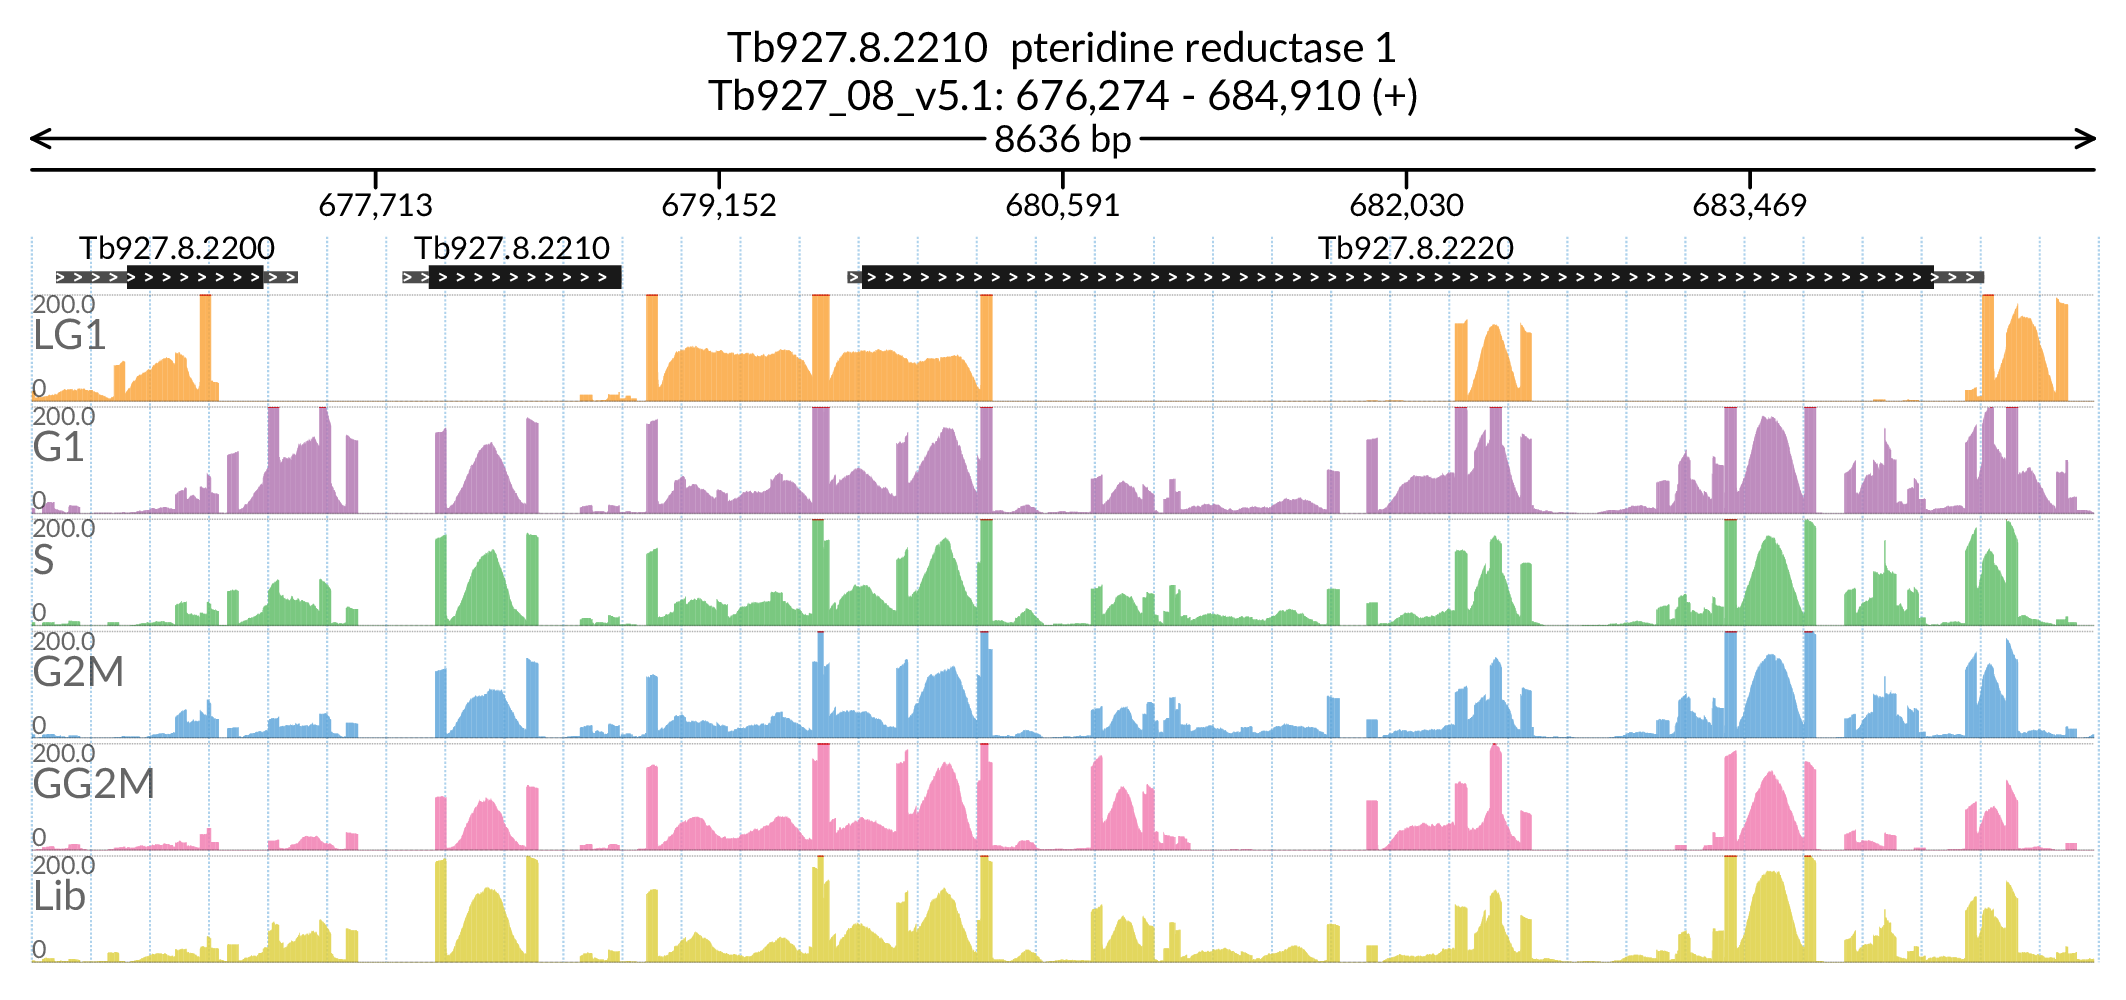 Tb927.8.2210  pteridine reductase 1
Tb927_08_v5.1: 676,274 - 684,910 (+)
8636 bp
677,713 679,152 680,591 682,030 683,469
Tb927.8.2200 Tb927.8.2210 Tb927.8.2220
200.0
LG1
0
200.0
G1
0
200.0
S
0
200.0
G2M
0
200.0
GG2M
0
200.0
Lib
0